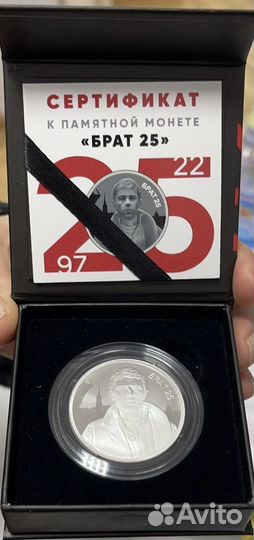 СЕРТИФИКАТ
К ПАМЯТНОЙ МОНЕТЕ
«БРАТ 25»
25
22
БРАТ 25
97
БРАТ·25
Avito